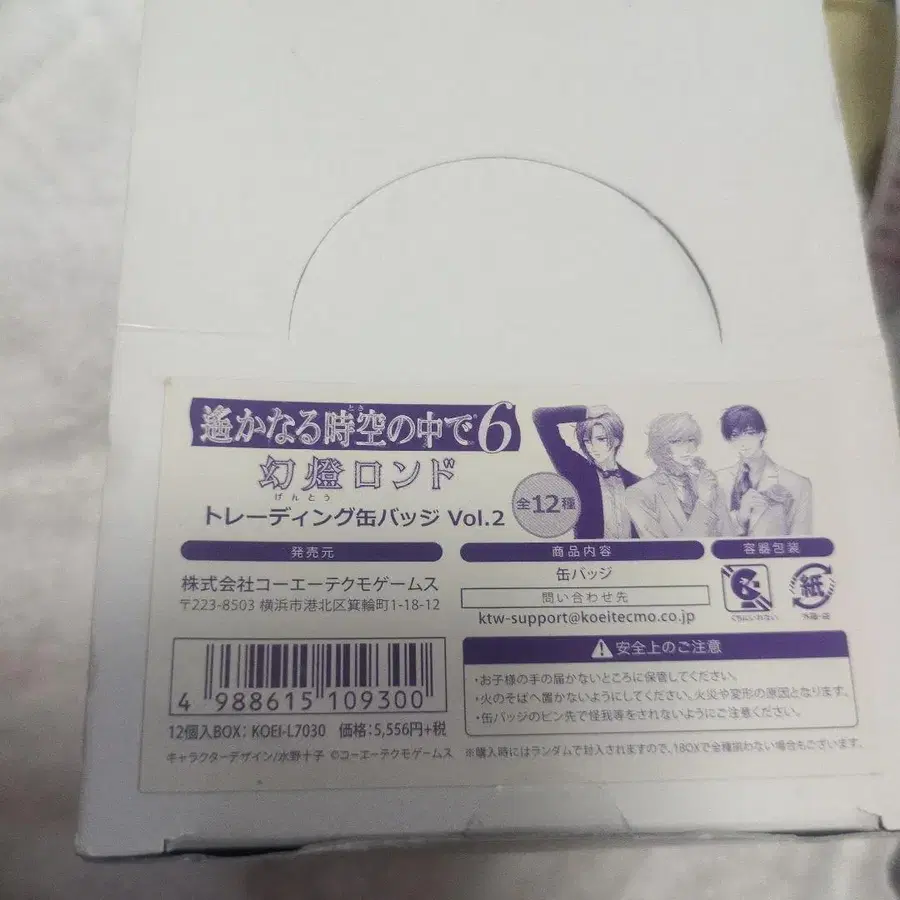 遙かなる時空の中で6
とき
幻燈ロンド
げんとう
トレーディング缶バッジ Vol.2
全12種
発売元
株式会社コーエーテクモゲームス
〒223-8503 横浜市港北区箕輪町1-18-12
商品内容
缶バッジ
問い合わせ先
ktw-support@koeitecmo.co.jp
容器包装
くちにいれない
紙
外箱・袋
4 988615 109300
12個入BOX: KOEI-L7030 価格:5,556円+税
キャラクターデザイン/水野十子 ©コーエーテクモゲームス
安全上のご注意
・お子様の手の届かないところに保管してください。
・火のそばへ置かないようにしてください。火災や変形の原因となります。
・缶バッジのピン先で怪我等をされないようにご注意ください。
※購入時にはランダムで封入されますので、1BOXで全種揃わない場合もございます。